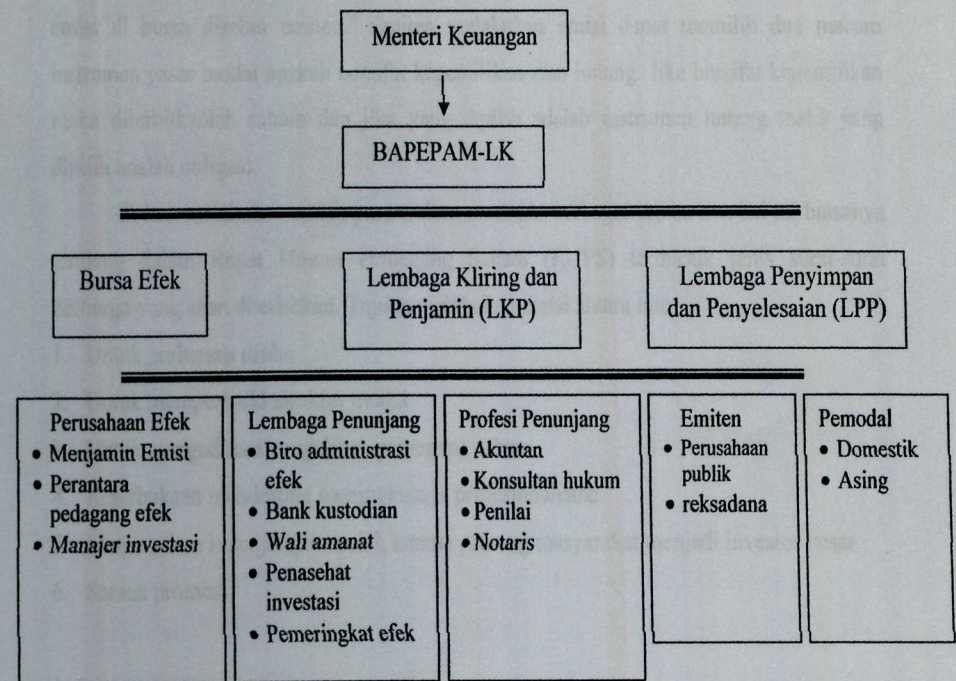 Menteri Keuangan
BAPEPAM-LK
Bursa Efek
Lembaga Kliring dan
Penjamin (LKP)
Lembaga Penyimpan
dan Penyelesaian (LPP)
Perusahaan Efek
• Menjamin Emisi
• Perantara
pedagang efek
• Manajer investasi
Lembaga Penunjang
• Biro administrasi
efek
• Bank kustodian
• Wali amanat
• Penasehat
investasi
• Pemeringkat efek
Profesi Penunjang
• Akuntan
• Konsultan hukum
• Penilai
• Notaris
Emiten
• Perusahaan
publik
• reksadana
Pemodal
• Domestik
• Asing